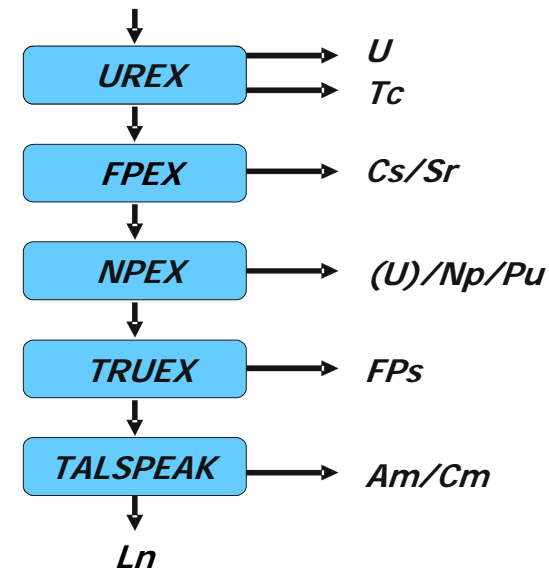 UREX
U
Tc
FPEX
Cs/Sr
NPEX
(U)/Np/Pu
TRUEX
FPs
TALSPEAK
Am/Cm
Ln